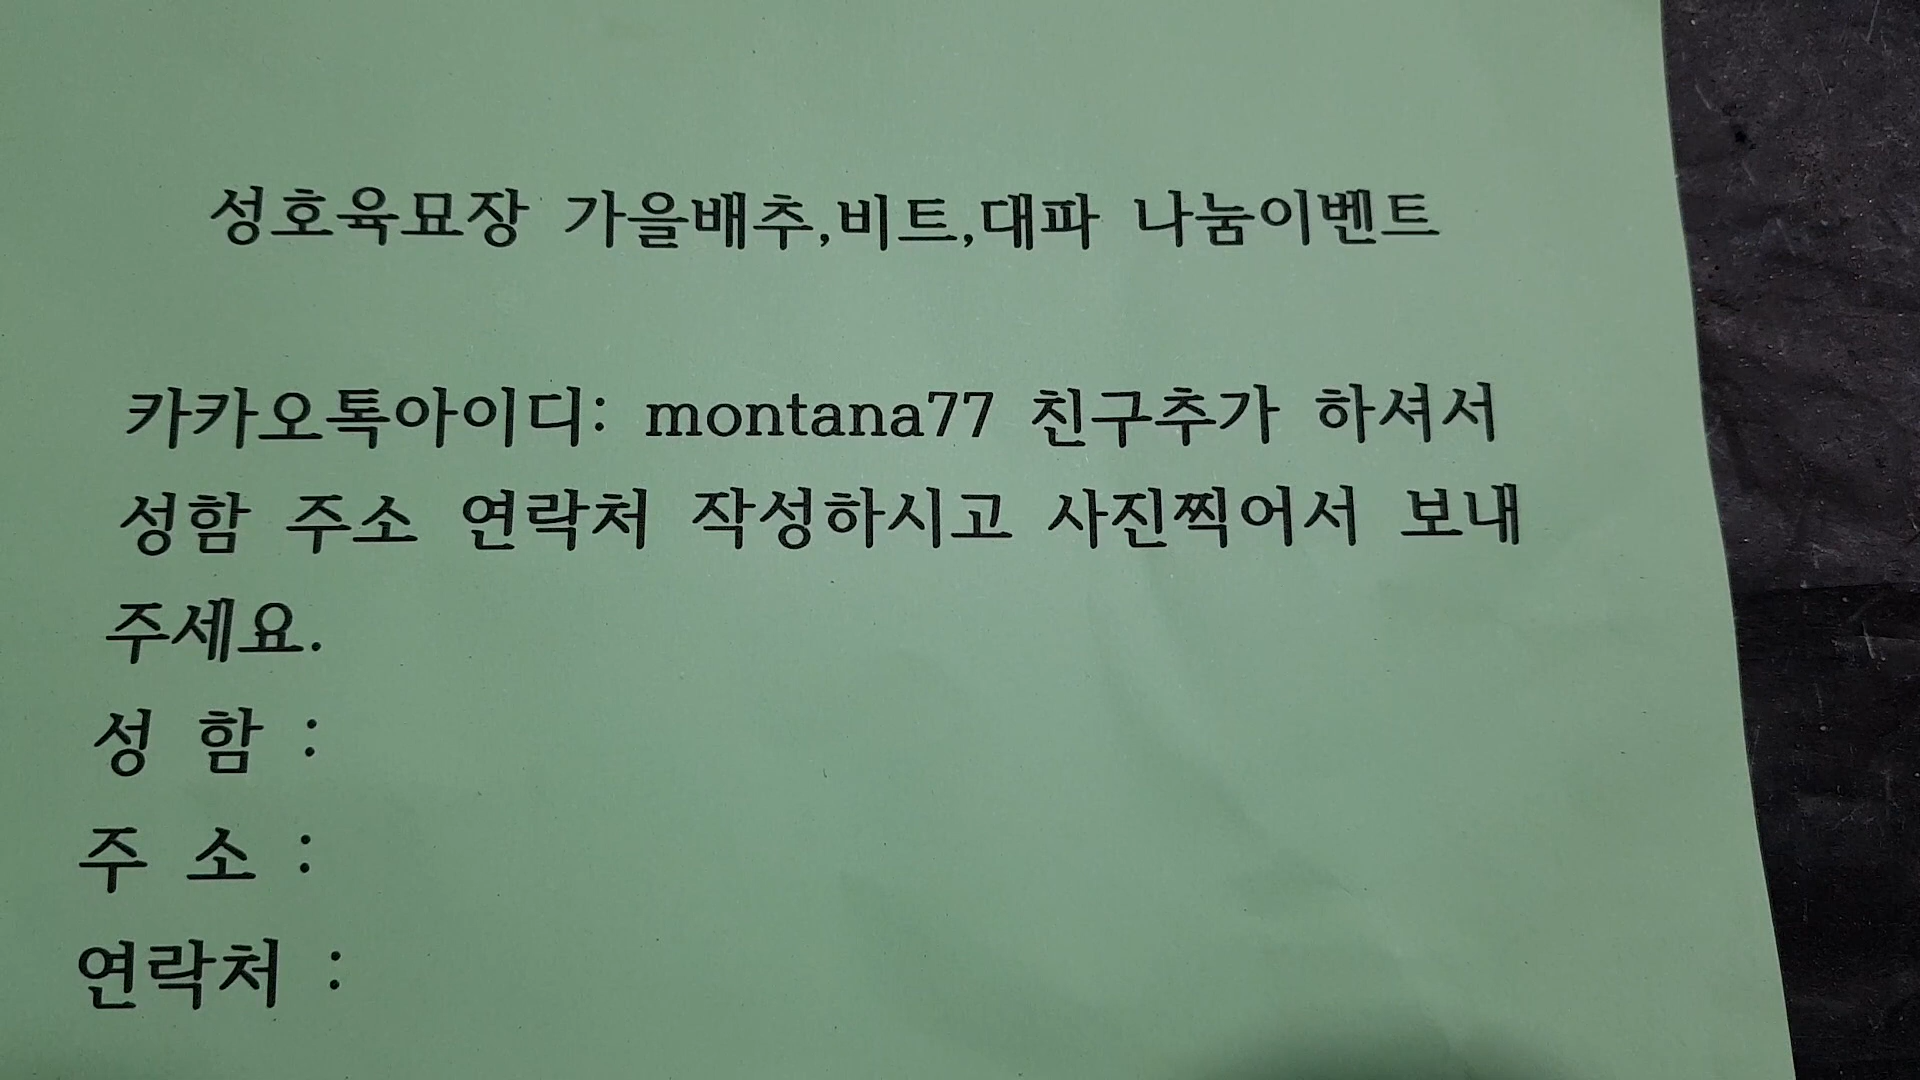 성호육묘장 가을배추,비트,대파 나눔이벤트
카카오톡아이디: montana77 친구추가 하셔서
성함 주소 연락처 작성하시고 사진찍어서 보내
주세요.
성 함 :
주 소 :
연락처 :